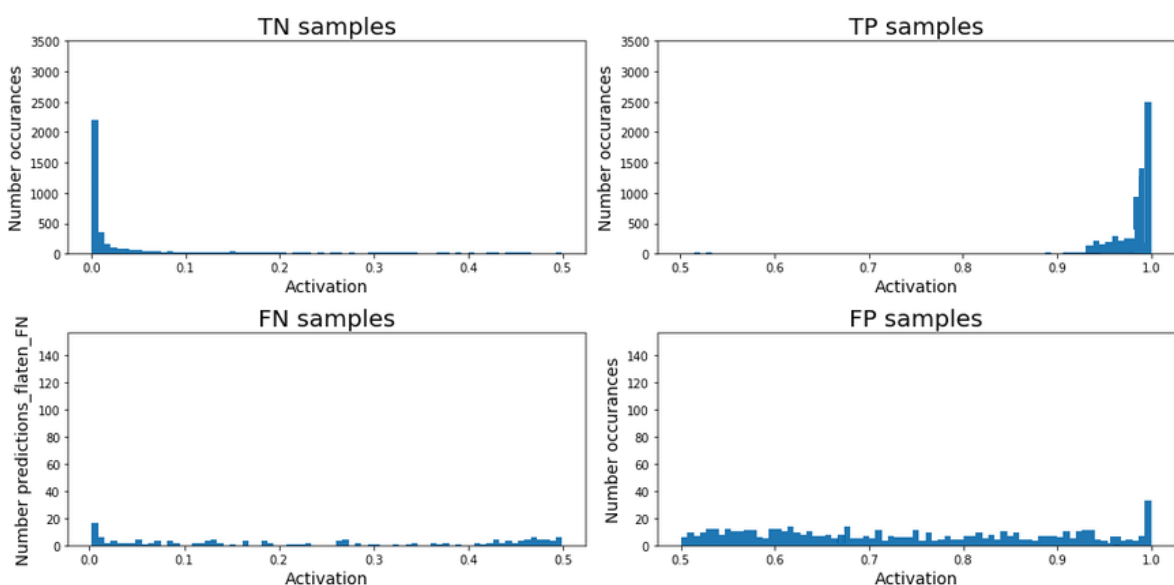 TN samples
Number occurances
3500
3000
2500
2000
1500
1000
500
0
0.0 0.1 0.2 0.3 0.4 0.5
Activation
TP samples
Number occurances
3500
3000
2500
2000
1500
1000
500
0
0.5 0.6 0.7 0.8 0.9 1.0
Activation
FN samples
Number predictions_flaten_FN
140
120
100
80
60
40
20
0
0.0 0.1 0.2 0.3 0.4 0.5
Activation
FP samples
Number occurances
140
120
100
80
60
40
20
0
0.5 0.6 0.7 0.8 0.9 1.0
Activation